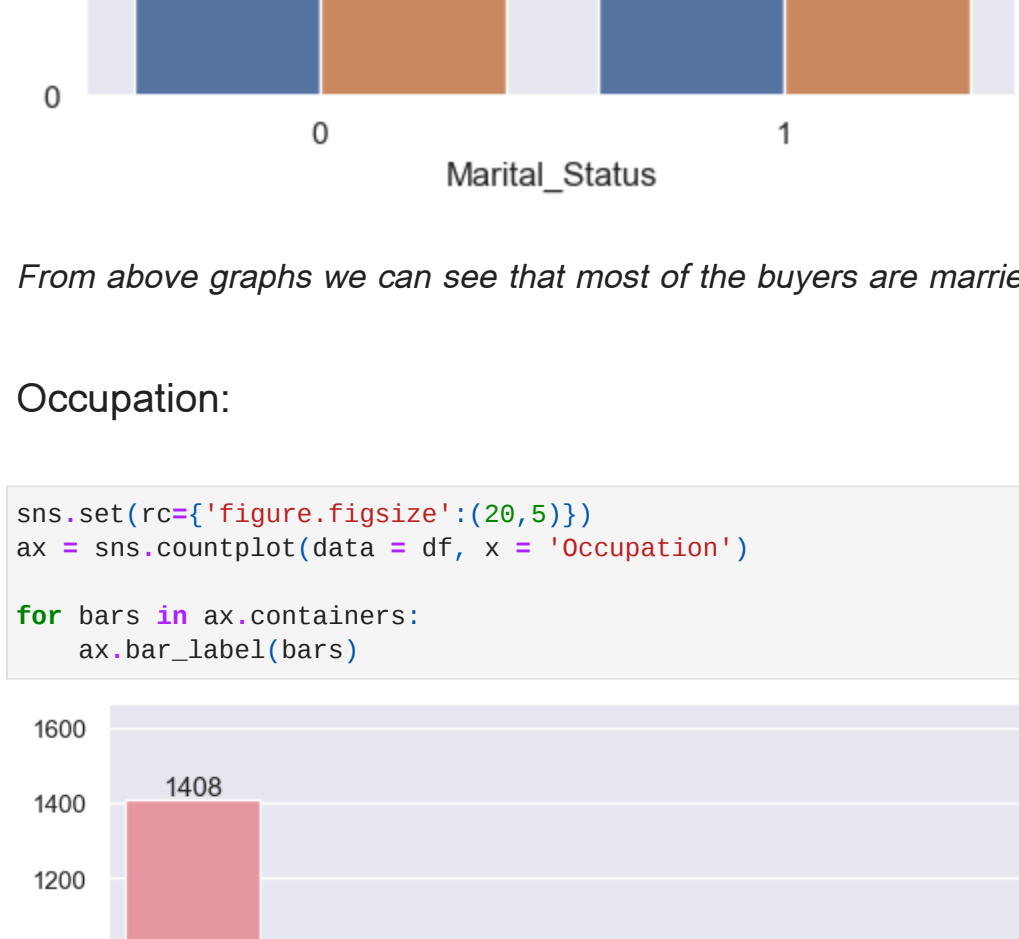 0
0 1
Marital_Status
From above graphs we can see that most of the buyers are marrie
Occupation:
sns.set(rc={'figure.figsize':(20,5)})
ax = sns.countplot(data = df, x = 'Occupation')
for bars in ax.containers:
    ax.bar_label(bars)
1600
1408
1400
1200